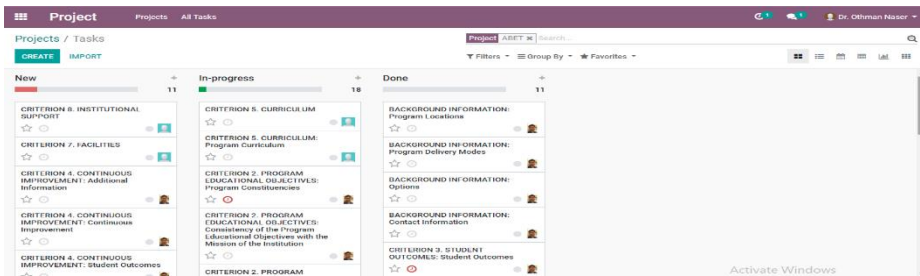 Project Projects All Tasks 1 1 Dr. Othman Naser
Projects / Tasks Project ABET Search...
CREATE IMPORT Filters Group By Favorites
New In-progress Done
11 18 11
CRITERION 8. INSTITUTIONAL
SUPPORT
CRITERION 7. FACILITIES
CRITERION 4. CONTINUOUS
IMPROVEMENT: Additional
Information
CRITERION 4. CONTINUOUS
IMPROVEMENT: Continuous
Improvement
CRITERION 4. CONTINUOUS
IMPROVEMENT: Student Outcomes
CRITERION 5. CURRICULUM
CRITERION 5. CURRICULUM:
Program Curriculum
CRITERION 2. PROGRAM
EDUCATIONAL OBJECTIVES:
Program Constituencies
CRITERION 2. PROGRAM
EDUCATIONAL OBJECTIVES:
Consistency of the Program
Educational Objectives with the
Mission of the Institution
CRITERION 2. PROGRAM
BACKGROUND INFORMATION:
Program Locations
BACKGROUND INFORMATION:
Program Delivery Modes
BACKGROUND INFORMATION:
Options
BACKGROUND INFORMATION:
Contact Information
CRITERION 3. STUDENT
OUTCOMES: Student Outcomes
Activate Windows